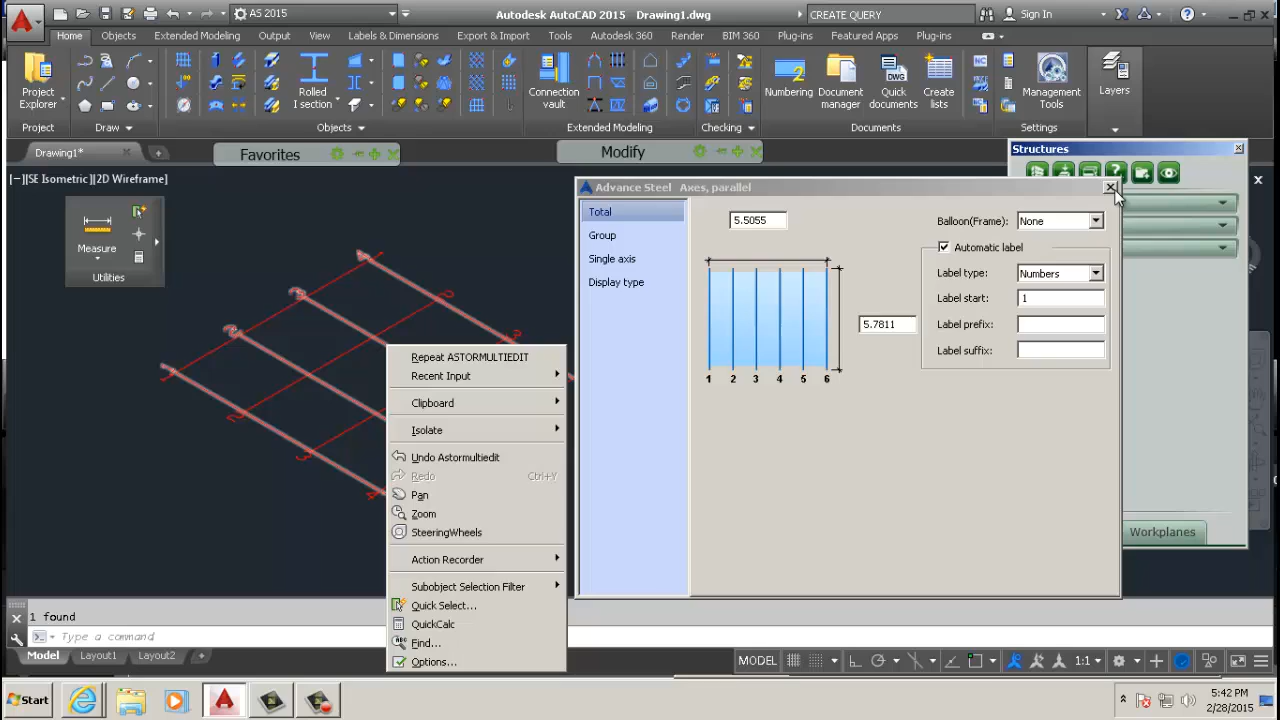 AS 2015
Autodesk AutoCAD 2015 Drawing1.dwg
CREATE QUERY
Sign In
Home
Objects
Extended Modeling
Output
View
Labels & Dimensions
Export & Import
Tools
Autodesk 360
Render
BIM 360
Plug-ins
Featured Apps
Plug-ins
Project
Explorer
Rolled
I section
Connection
vault
Numbering
Document
manager
Quick
documents
Create
lists
Management
Tools
Layers
Project
Draw
Objects
Extended Modeling
Checking
Documents
Settings
Drawing1*
Favorites
Modify
Structures
[−][SE Isometric][2D Wireframe]
Measure
Utilities
Advance Steel Axes, parallel
Total
Group
Single axis
Display type
5.5055
5.7811
1 2 3 4 5 6
Balloon(Frame):
None
Automatic label
Label type:
Numbers
Label start:
1
Label prefix:
Label suffix:
Workplanes
Repeat ASTORMULTIEDIT
Recent Input
Clipboard
Isolate
Undo Astormultiedit
Redo Ctrl+Y
Pan
Zoom
SteeringWheels
Action Recorder
Subobject Selection Filter
Quick Select...
QuickCalc
Find...
Options...
1 found
Type a command
Model
Layout1
Layout2
MODEL
1:1
Start
5:42 PM
2/28/2015